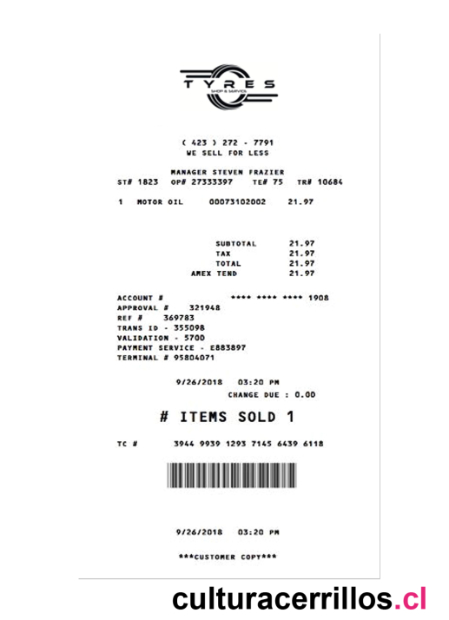 TYRES
SHOP & SERVICE
( 423 ) 272 - 7791
WE SELL FOR LESS
MANAGER STEVEN FRAZIER
ST# 1823 OP# 27333397 TE# 75 TR# 10684
1 MOTOR OIL 00073102002 21.97
SUBTOTAL 21.97
TAX 21.97
TOTAL 21.97
AMEX TEND 21.97
ACCOUNT # **** **** **** 1908
APPROVAL # 321948
REF # 369783
TRANS ID - 355098
VALIDATION - 5700
PAYMENT SERVICE - E883897
TERMINAL # 95804071
9/26/2018 03:20 PM
CHANGE DUE : 0.00
# ITEMS SOLD 1
TC # 3944 9939 1293 7145 6439 6118
9/26/2018 03:20 PM
***CUSTOMER COPY***
culturacerrillos.cl